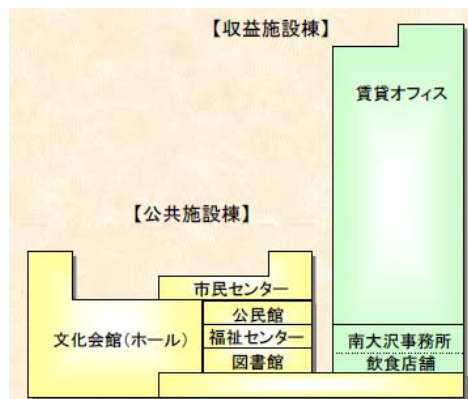 【収益施設棟】
賃貸オフィス
【公共施設棟】
市民センター
公民館
文化会館(ホール)
福祉センター
図書館
南大沢事務所
飲食店舗